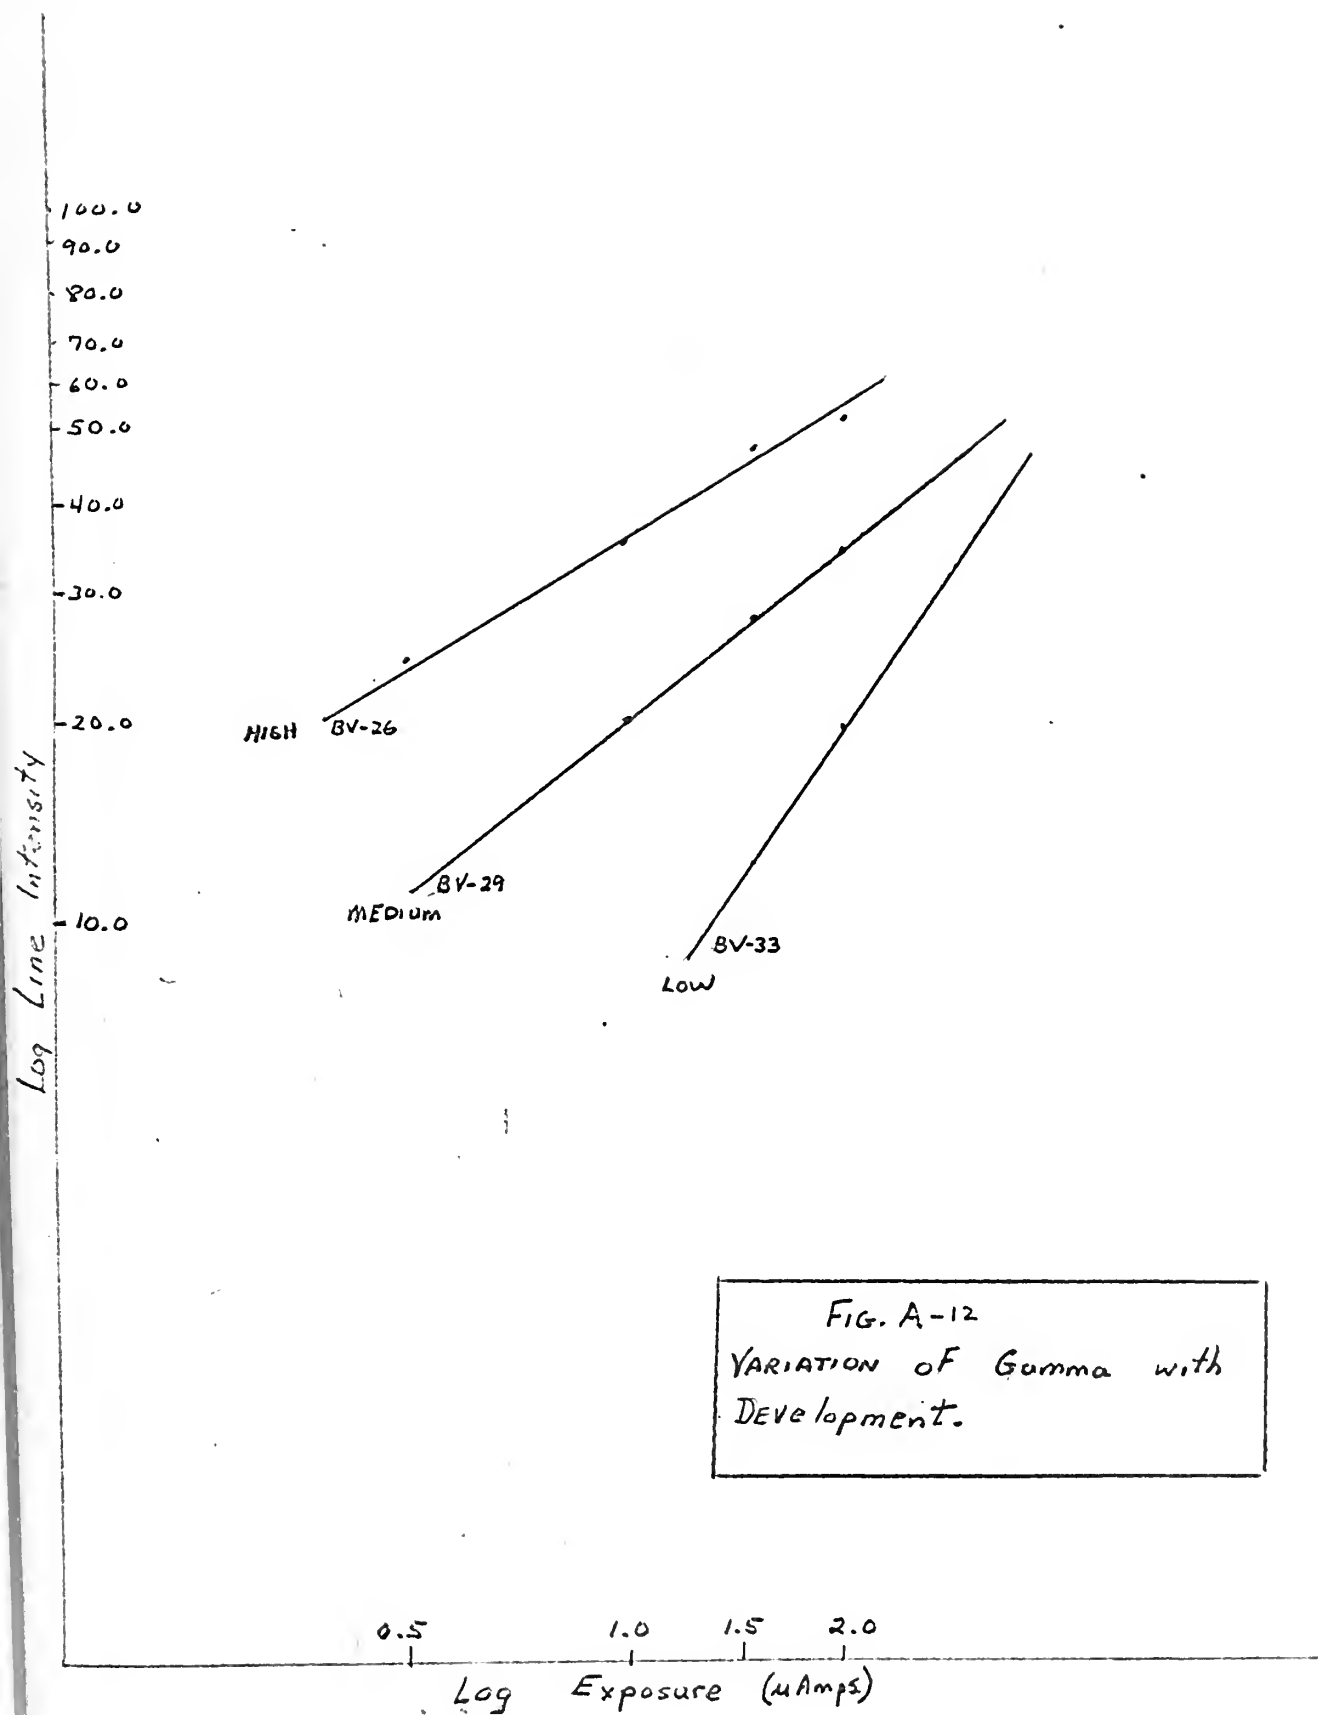 100.0
90.0
80.0
70.0
60.0
50.0
40.0
30.0
20.0
10.0
Log Line Intensity
HIGH BV-26
BV-29
MEDIUM
BV-33
LOW
FIG. A-12
VARIATION OF Gamma with
Development.
0.5 1.0 1.5 2.0
Log Exposure (μAmps)